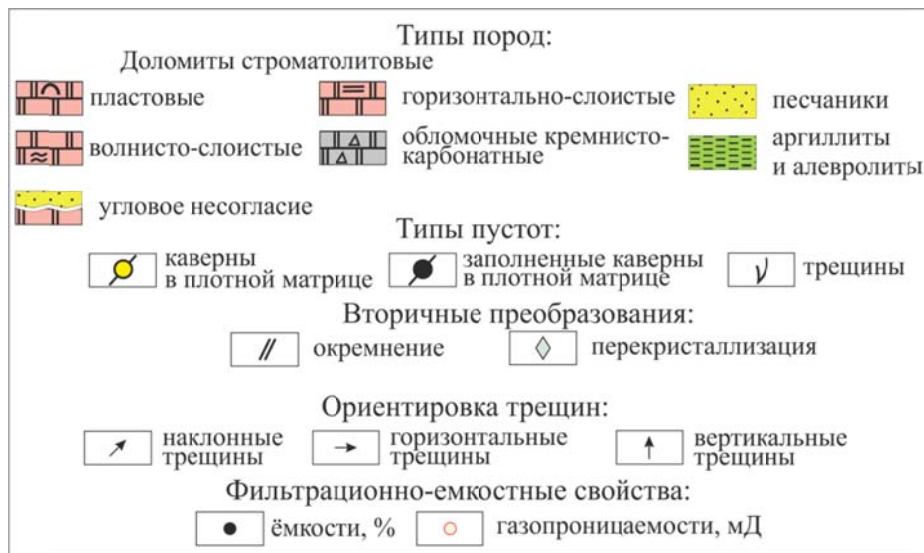 Типы пород:
Доломиты строматолитовые
пластовые
горизонтально-слоистые
песчаники
волнисто-слоистые
обломочные кремнисто-
карбонатные
аргиллиты
и алевролиты
угловое несогласие
Типы пустот:
каверны
в плотной матрице
заполненные каверны
в плотной матрице
трещины
Вторичные преобразования:
окремнение
перекристаллизация
Ориентировка трещин:
наклонные
трещины
горизонтальные
трещины
вертикальные
трещины
Фильтрационно-емкостные свойства:
ёмкости, %
газопроницаемости, мД